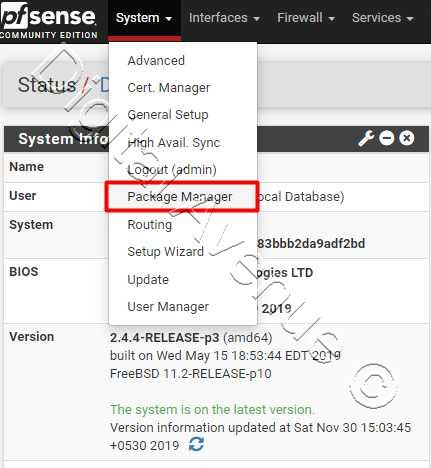 pfsense System Interfaces Firewall Services
COMMUNITY EDITION
Status /
System Info
Advanced
Cert. Manager
General Setup
High Avail. Sync
Logout (admin)
Package Manager
Routing
Setup Wizard
Update
User Manager
Name
User ocal Database)
System 83bbb2da9adf2bd
BIOS ogies LTD
2019
Version 2.4.4-RELEASE-p3 (amd64)
built on Wed May 15 18:53:44 EDT 2019
FreeBSD 11.2-RELEASE-p10
The system is on the latest version.
Version information updated at Sat Nov 30 15:03:45
+0530 2019
Digital Avenue ©